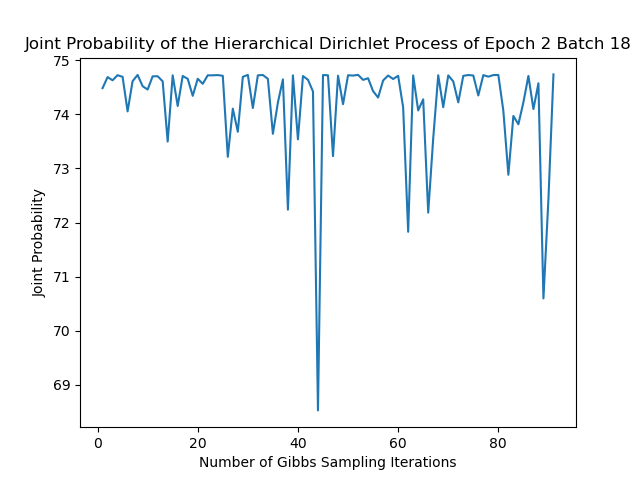 Joint Probability of the Hierarchical Dirichlet Process of Epoch 2 Batch 18
75
74
73
72
71
70
69
Joint Probability
0 20 40 60 80
Number of Gibbs Sampling Iterations